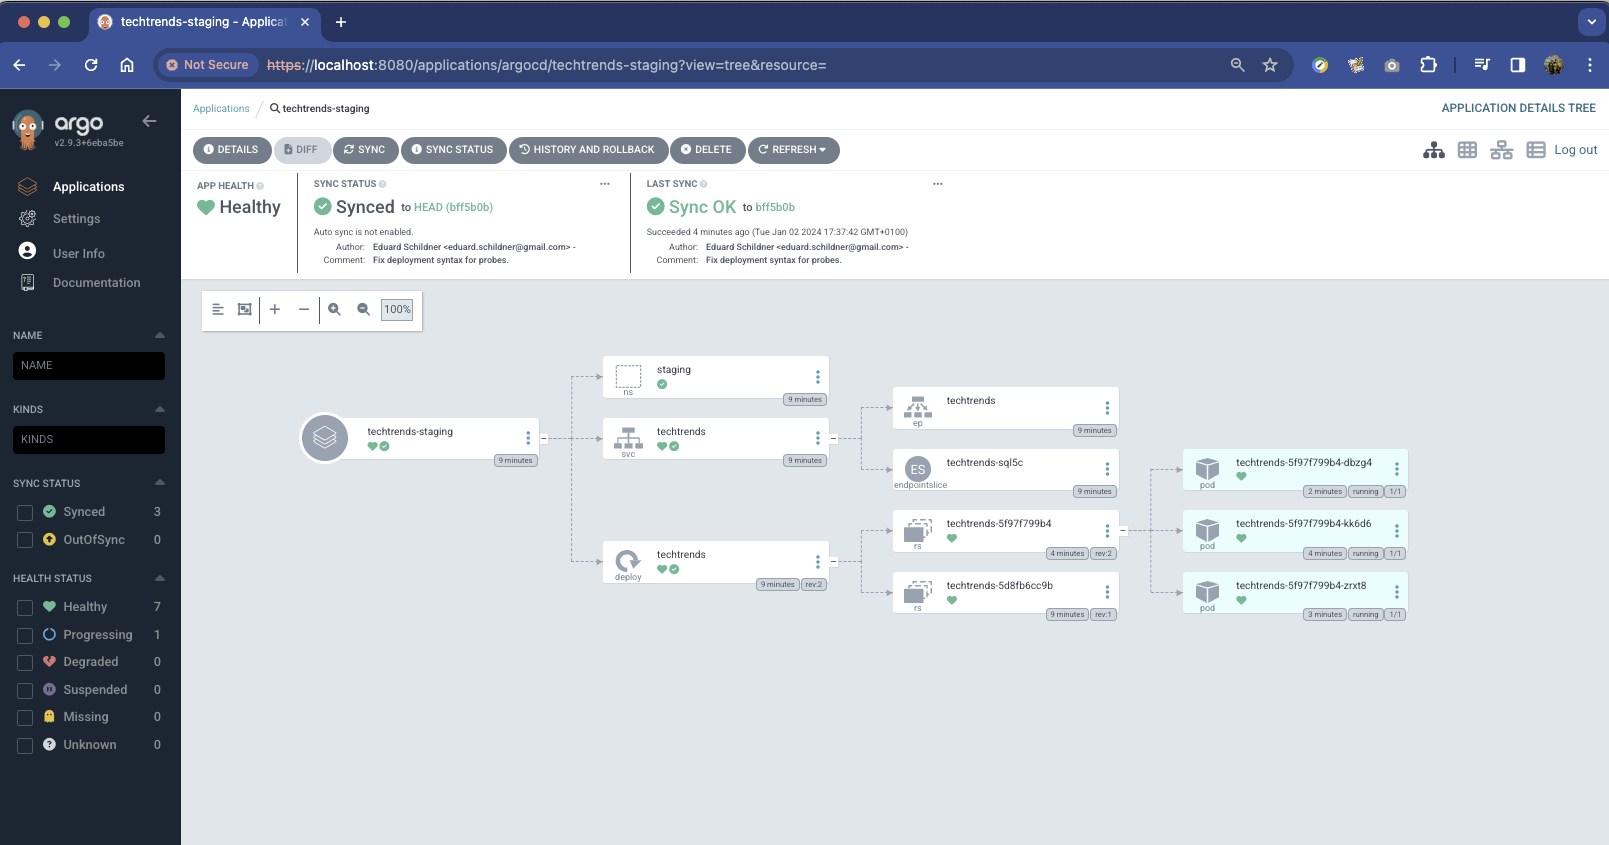 techtrends-staging - Applicat
Not Secure https://localhost:8080/applications/argocd/techtrends-staging?view=tree&resource=
argo
v2.9.3+6eba5be
Applications
Settings
User Info
Documentation
NAME
NAME
KINDS
KINDS
SYNC STATUS
Synced 3
OutOfSync 0
HEALTH STATUS
Healthy 7
Progressing 1
Degraded 0
Suspended 0
Missing 0
Unknown 0
Applications / techtrends-staging
APPLICATION DETAILS TREE
DETAILS DIFF SYNC SYNC STATUS HISTORY AND ROLLBACK DELETE REFRESH
Log out
APP HEALTH
Healthy
SYNC STATUS
Synced to HEAD (bff5b0b)
Auto sync is not enabled.
Author: Eduard Schildner <eduard.schildner@gmail.com> -
Comment: Fix deployment syntax for probes.
LAST SYNC
Sync OK to bff5b0b
Succeeded 4 minutes ago (Tue Jan 02 2024 17:37:42 GMT+0100)
Author: Eduard Schildner <eduard.schildner@gmail.com> -
Comment: Fix deployment syntax for probes.
100%
techtrends-staging
9 minutes
staging
ns
9 minutes
techtrends
svc
9 minutes
techtrends
deploy
9 minutes rev:2
techtrends
ep
9 minutes
techtrends-sql5c
ES
endpointslice
9 minutes
techtrends-5f97f799b4
rs
4 minutes rev:2
techtrends-5d8fb6cc9b
rs
9 minutes rev:1
techtrends-5f97f799b4-dbzg4
pod
2 minutes running 1/1
techtrends-5f97f799b4-kk6d6
pod
4 minutes running 1/1
techtrends-5f97f799b4-zrxt8
pod
3 minutes running 1/1